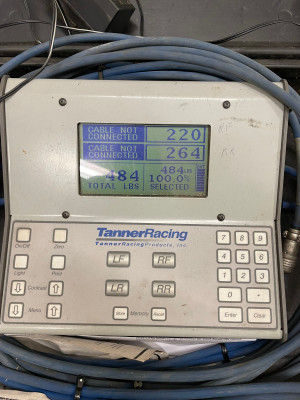 CABLE NOT CONNECTED 220
CABLE NOT CONNECTED 264
484 TOTAL LBS
484 LBS 100.0% SELECTED
TannerRacing
TannerRacingProducts, Inc.
On/Off Zero
LF RF
7 8 9
Light Print
4 5 6
LR RR
Contrast
1 2 3
0
Menu
Memory Recall
Enter Clear